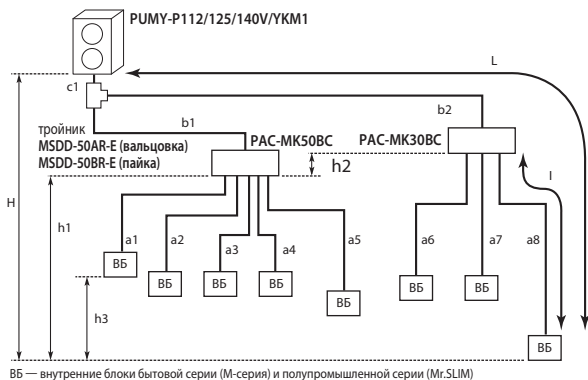 PUMY-P112/125/140V/YKM1
L
c1
b2
тройник
MSDD-50AR-E (вальцовка)
MSDD-50BR-E (пайка)
b1
PAC-MK50BC
PAC-MK30BC
h2
l
H
h1
a1
a2
a3
a4
a5
a6
a7
a8
ВБ
ВБ
ВБ
ВБ
ВБ
ВБ
ВБ
ВБ
h3
ВБ — внутренние блоки бытовой серии (М-серия) и полупромышленной серии (Mr.SLIM)